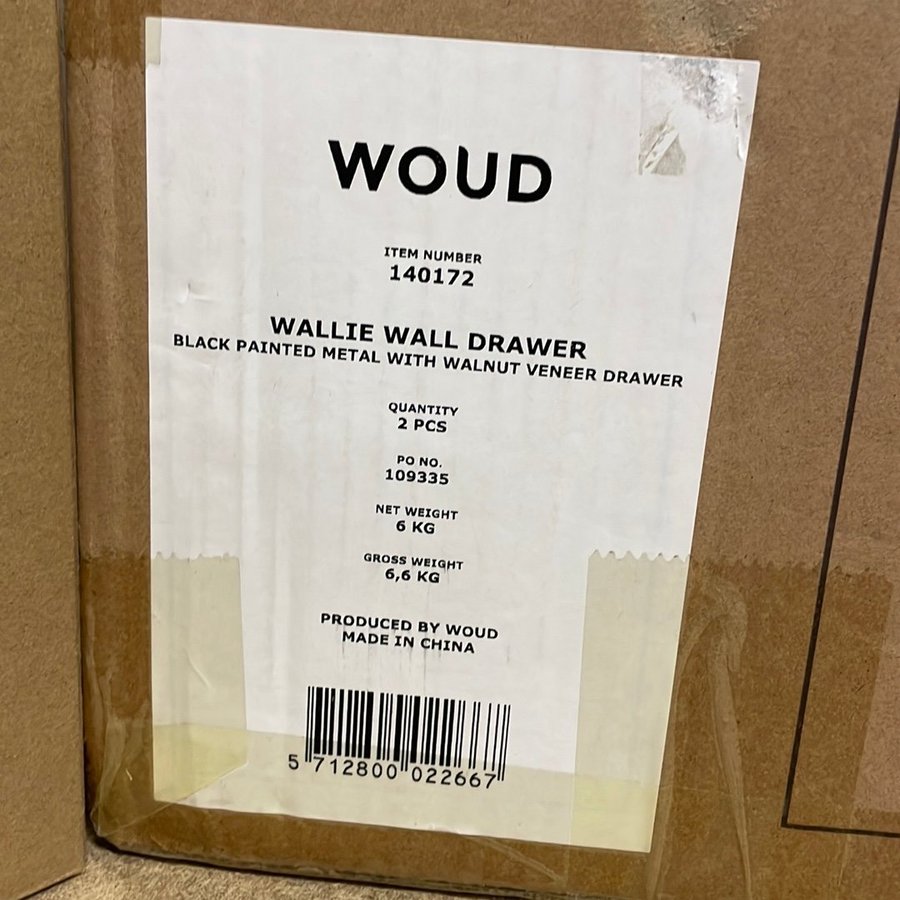 WOUD
ITEM NUMBER
140172
WALLIE WALL DRAWER
BLACK PAINTED METAL WITH WALNUT VENEER DRAWER
QUANTITY
2 PCS
PO NO.
109335
NET WEIGHT
6 KG
GROSS WEIGHT
6,6 KG
PRODUCED BY WOUD
MADE IN CHINA
5 712800 022667